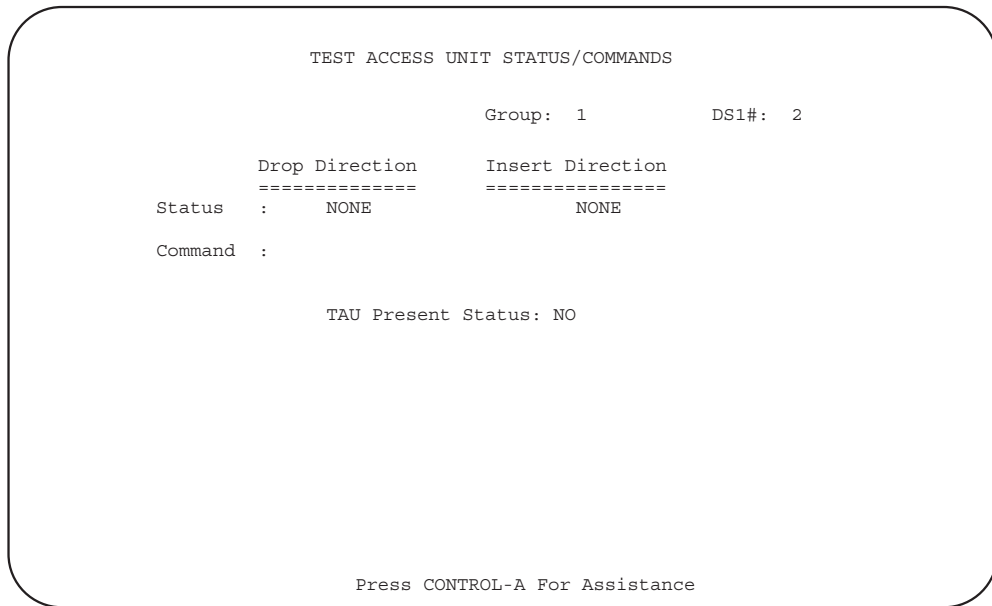 TEST ACCESS UNIT STATUS/COMMANDS
Group: 1 DS1#: 2
Drop Direction Insert Direction
============== ================
Status : NONE NONE
Command :
TAU Present Status: NO
Press CONTROL-A For Assistance